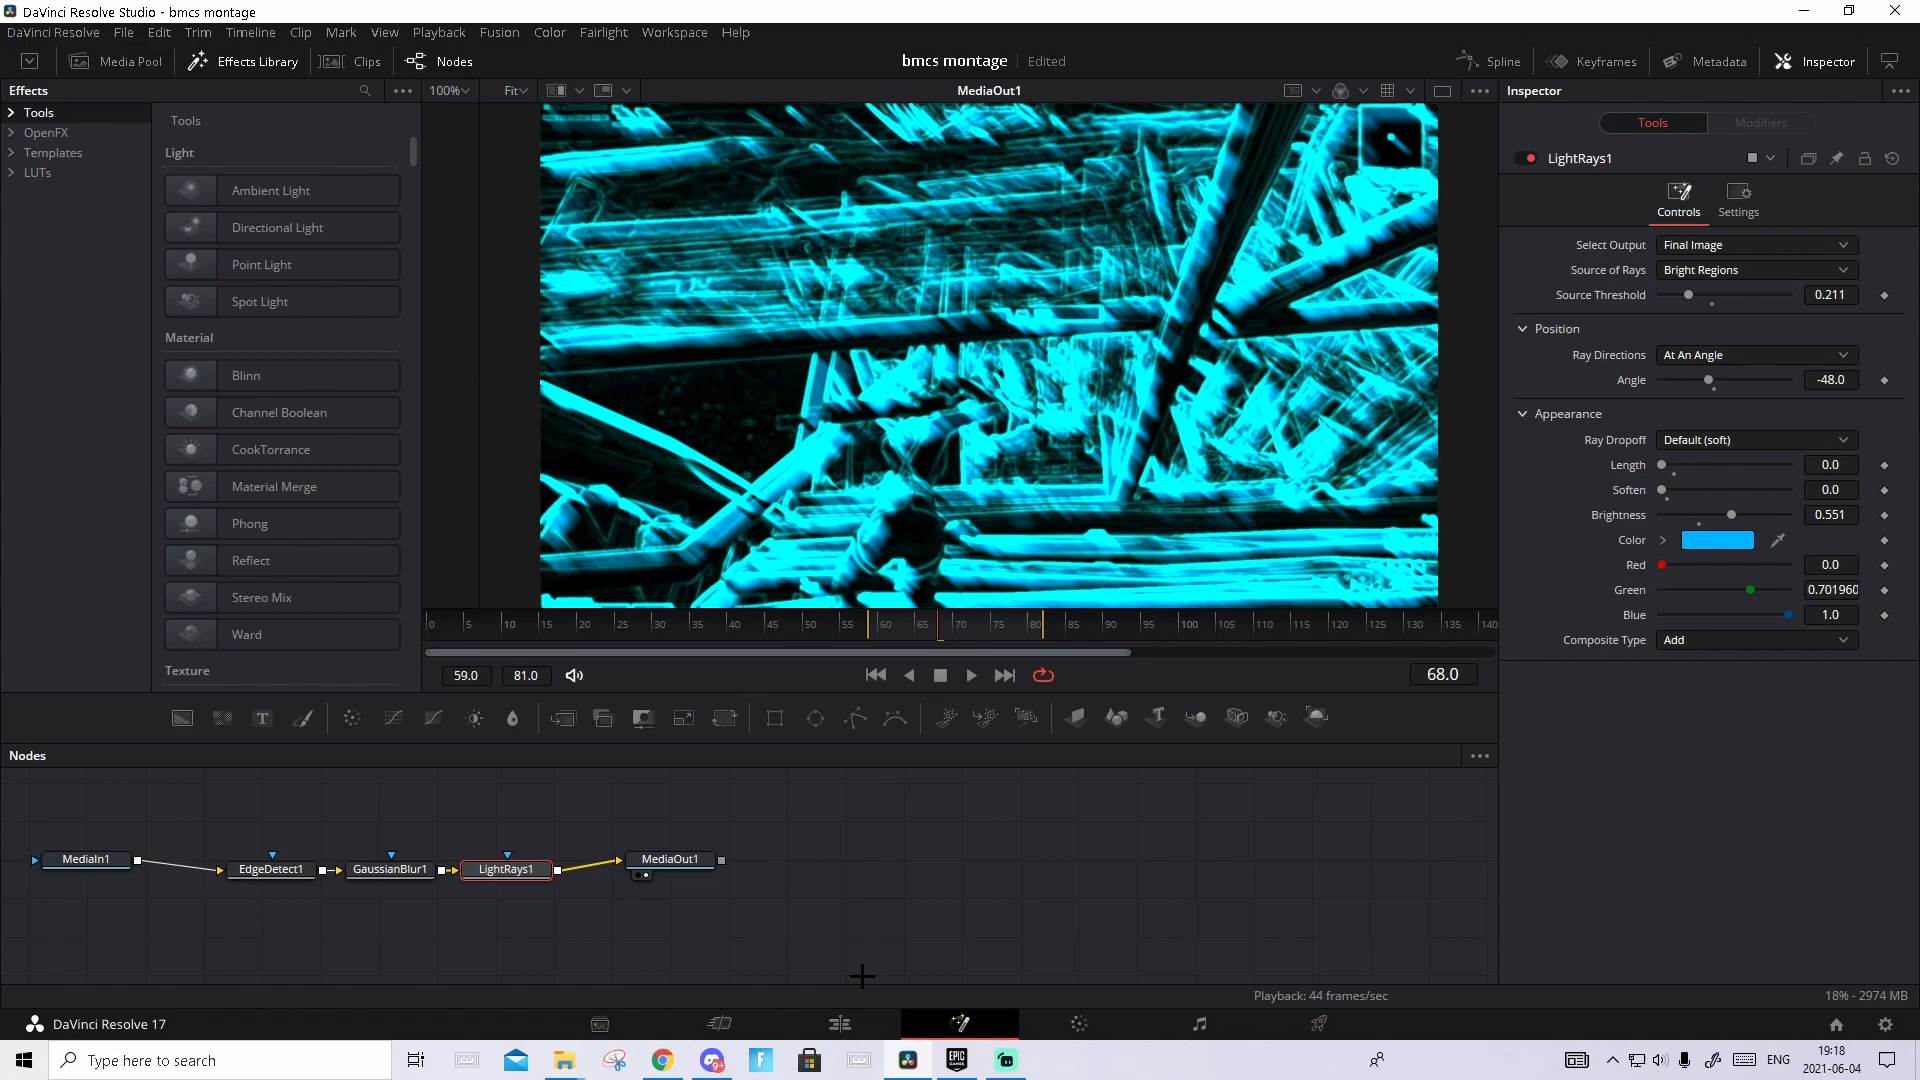 DaVinci Resolve Studio - bmcs montage
DaVinci Resolve File Edit Trim Timeline Clip Mark View Playback Fusion Color Fairlight Workspace Help
Media Pool Effects Library Clips Nodes bmcs montage Edited Spline Keyframes Metadata Inspector
Effects 100% Fit MediaOut1 Inspector
Tools
OpenFX
Templates
LUTs
Tools
Light
Ambient Light
Directional Light
Point Light
Spot Light
Material
Blinn
Channel Boolean
CookTorrance
Material Merge
Phong
Reflect
Stereo Mix
Ward
Texture
0 5 10 15 20 25 30 35 40 45 50 55 60 65 70 75 80 85 90 95 100 105 110 115 120 125 130 135 140
59.0 81.0 68.0
Tools Modifiers
LightRays1
Controls Settings
Select Output Final Image
Source of Rays Bright Regions
Source Threshold 0.211
Position
Ray Directions At An Angle
Angle -48.0
Appearance
Ray Dropoff Default (soft)
Length 0.0
Soften 0.0
Brightness 0.551
Color
Red 0.0
Green 0.701960
Blue 1.0
Composite Type Add
Nodes
MediaIn1 EdgeDetect1 GaussianBlur1 LightRays1 MediaOut1
Playback: 44 frames/sec 18% - 2974 MB
DaVinci Resolve 17
Type here to search
9+
EPIC GAMES
ENG
19:18
2021-06-04